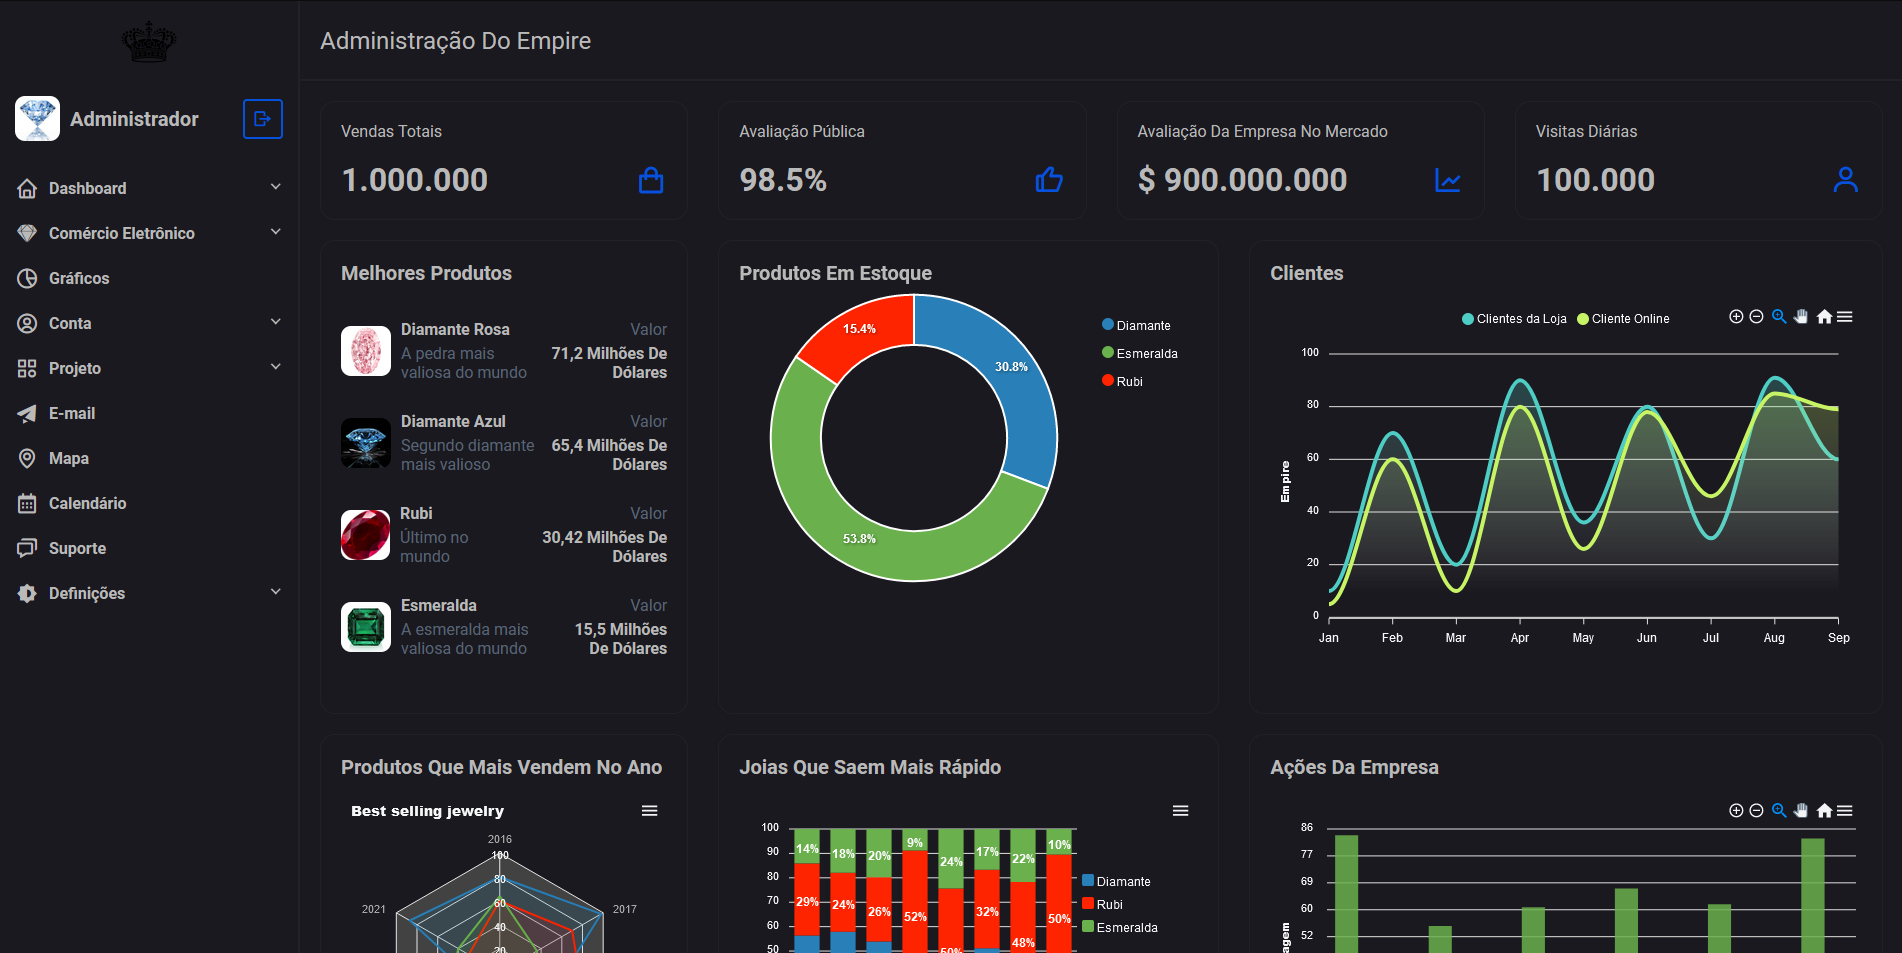 Administração Do Empire
Administrador
Dashboard
Comércio Eletrônico
Gráficos
Conta
Projeto
E-mail
Mapa
Calendário
Suporte
Definições
Vendas Totais
1.000.000
Avaliação Pública
98.5%
Avaliação Da Empresa No Mercado
$ 900.000.000
Visitas Diárias
100.000
Melhores Produtos
Diamante Rosa Valor
A pedra mais 71,2 Milhões De
valiosa do mundo Dólares
Diamante Azul Valor
Segundo diamante 65,4 Milhões De
mais valioso Dólares
Rubi Valor
Último no 30,42 Milhões De
mundo Dólares
Esmeralda Valor
A esmeralda mais 15,5 Milhões
valiosa do mundo De Dólares
Produtos Em Estoque
15.4%
30.8%
53.8%
Diamante
Esmeralda
Rubi
Clientes
Clientes da Loja Cliente Online
100
80
60
40
20
0
Empire
Jan Feb Mar Apr May Jun Jul Aug Sep
Produtos Que Mais Vendem No Ano
Best selling jewelry
2016
100
80
60
40
20
2021
2017
Joias Que Saem Mais Rápido
100
90
80
70
60
50
14% 18% 20% 9% 24% 17% 22% 10%
29% 24% 26% 52% 50% 32% 48% 50%
Diamante
Rubi
Esmeralda
Ações Da Empresa
86
77
69
60
52
agem